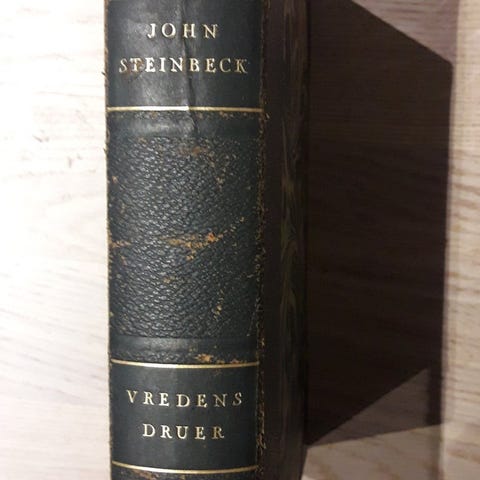 JOHN
STEINBECK
VREDENS
DRUER